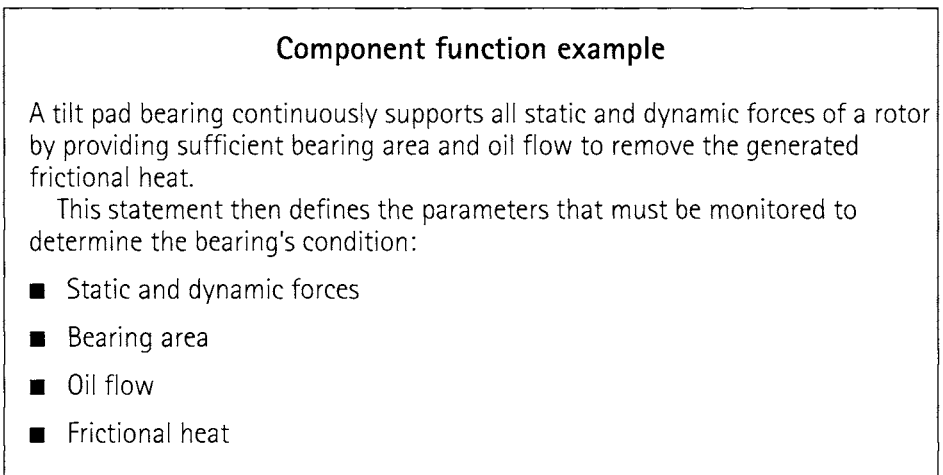 Component function example
A tilt pad bearing continuously supports all static and dynamic forces of a rotor
by providing sufficient bearing area and oil flow to remove the generated
frictional heat.
This statement then defines the parameters that must be monitored to
determine the bearing's condition:
■ Static and dynamic forces
■ Bearing area
■ Oil flow
■ Frictional heat